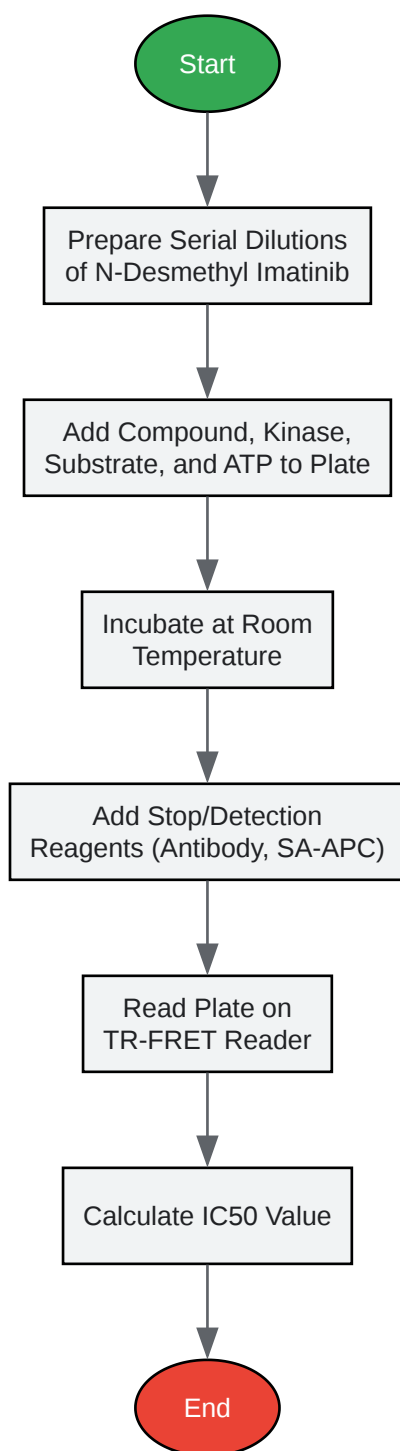 Start
Prepare Serial Dilutions
of N-Desmethyl Imatinib
Add Compound, Kinase,
Substrate, and ATP to Plate
Incubate at Room
Temperature
Add Stop/Detection
Reagents (Antibody, SA-APC)
Read Plate on
TR-FRET Reader
Calculate IC50 Value
End